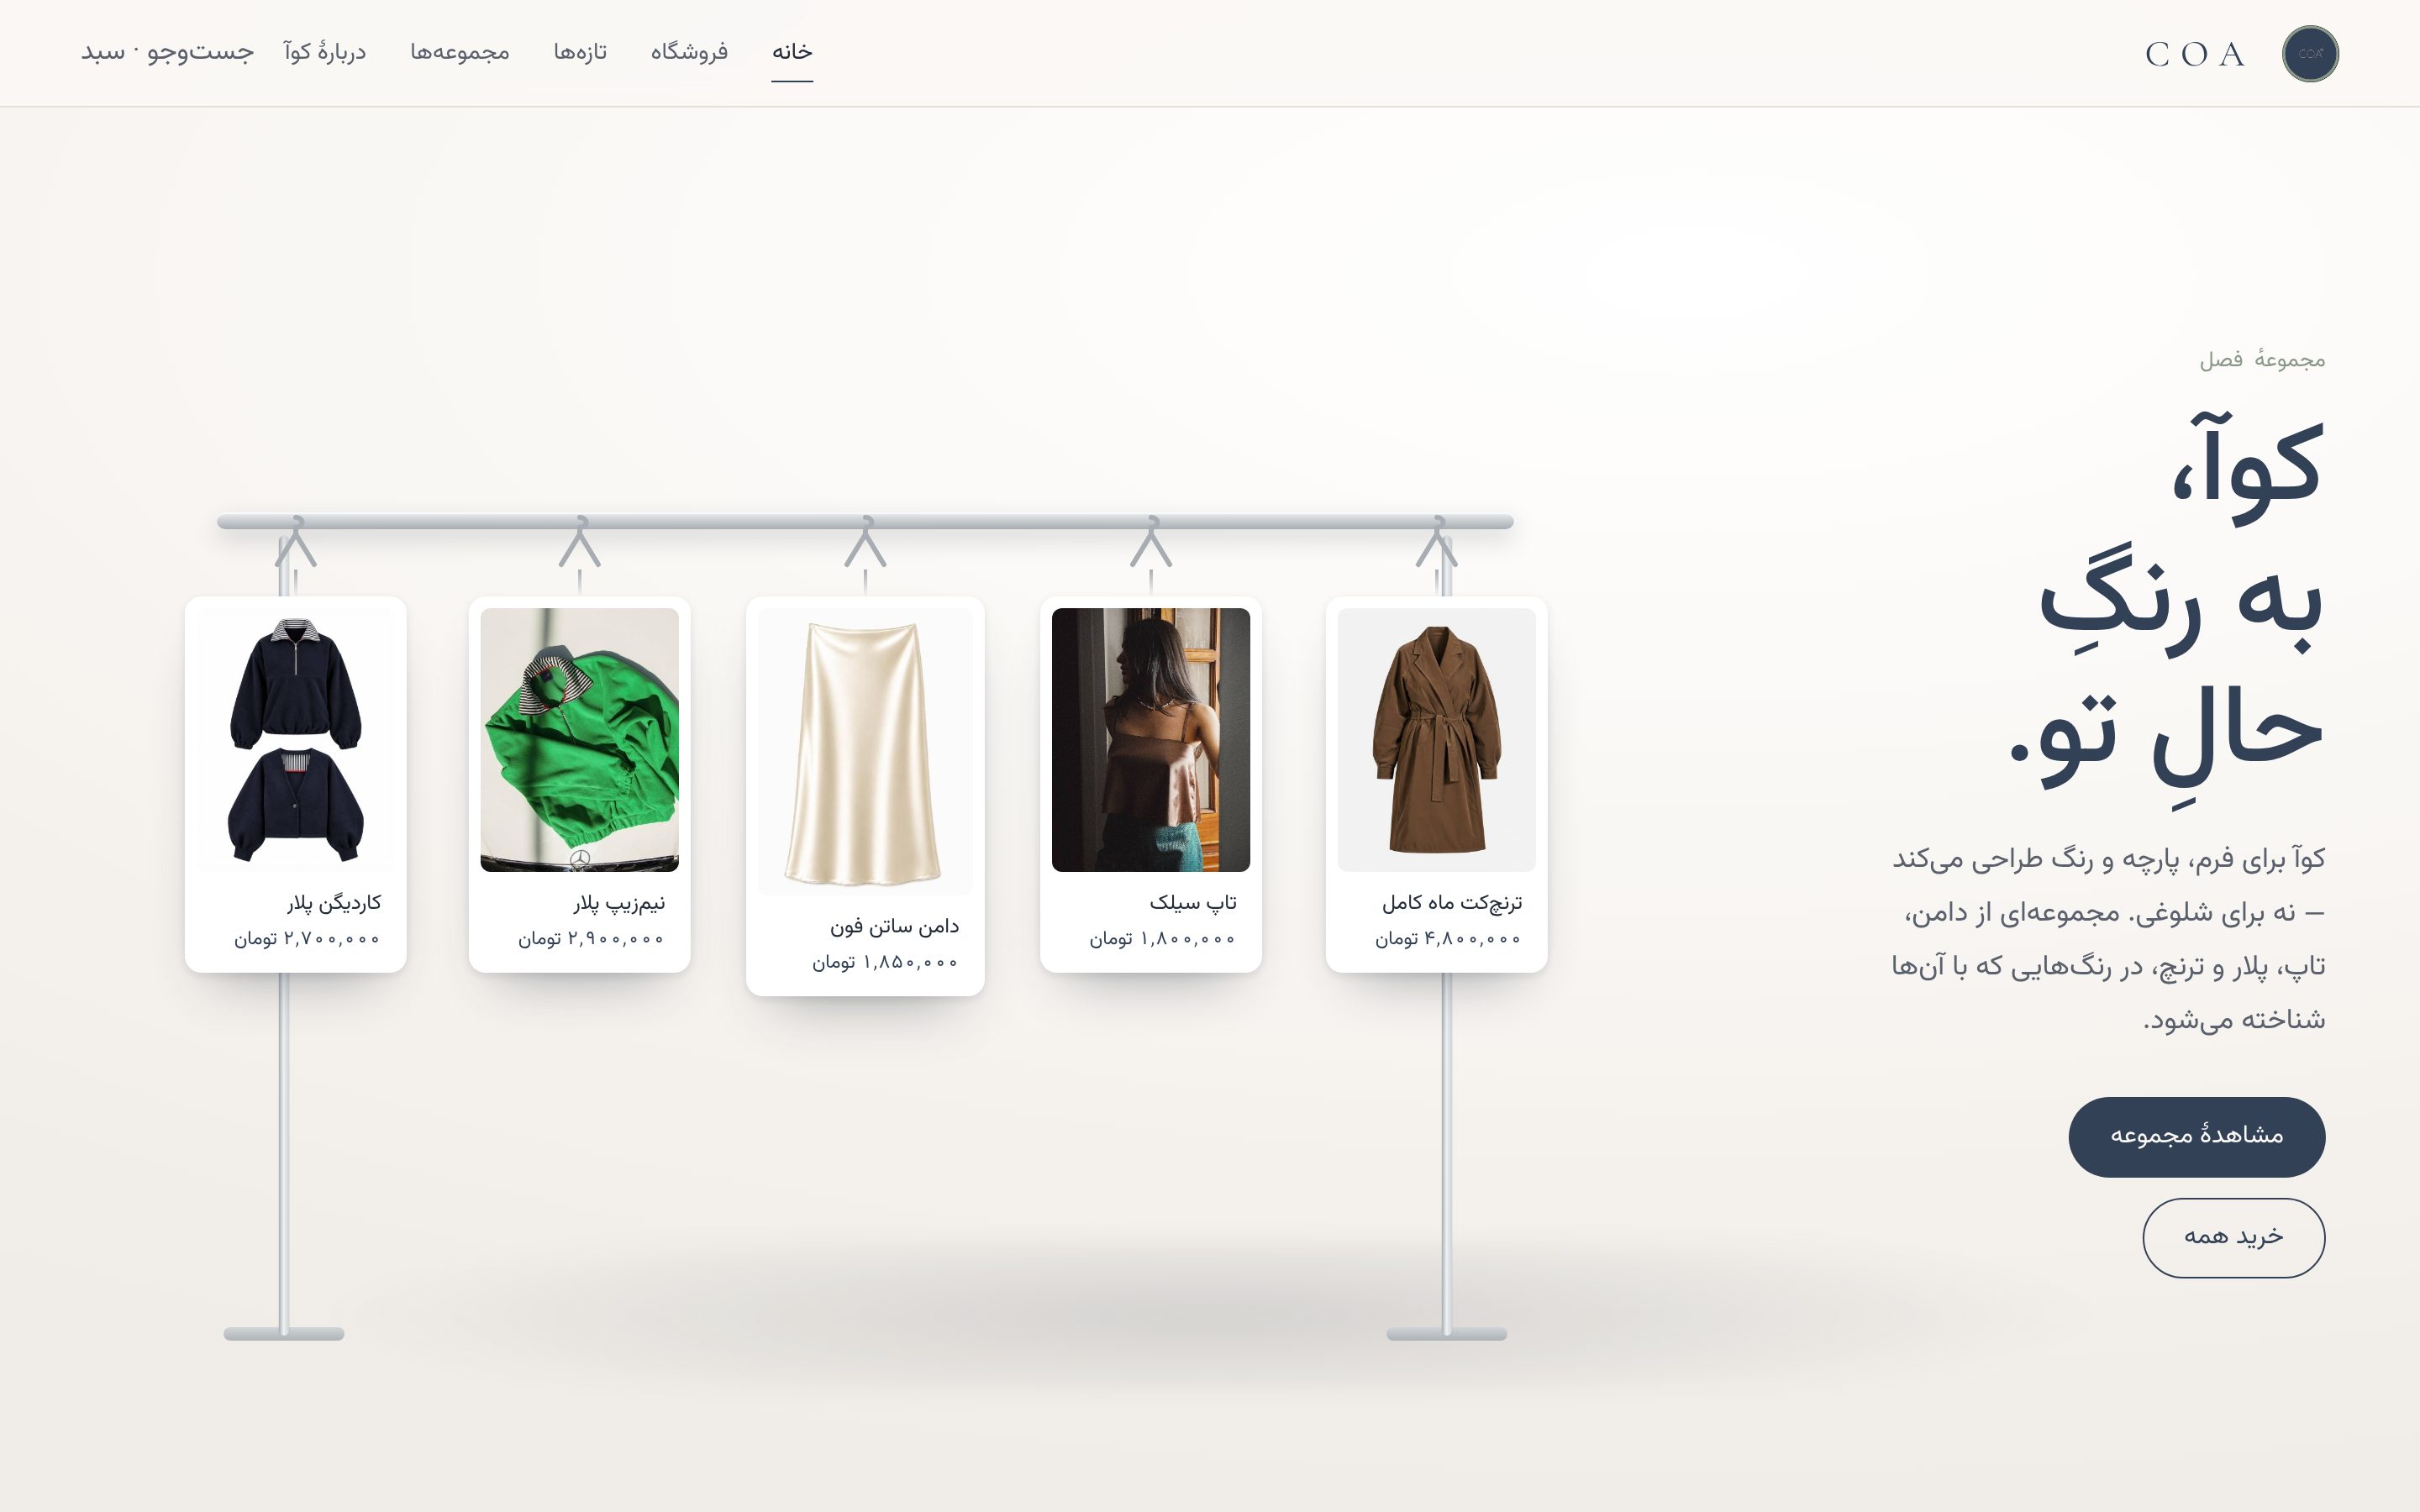 COA
COA
خانه
فروشگاه
تازه‌ها
مجموعه‌ها
دربارهٔ کوآ
جست‌وجو · سبد
مجموعهٔ فصل
کوآ،
به رنگِ
حالِ تو.
کوآ برای فرم، پارچه و رنگ طراحی می‌کند
— نه برای شلوغی. مجموعه‌ای از دامن،
تاپ، پلار و ترنچ، در رنگ‌هایی که با آن‌ها
شناخته می‌شود.
مشاهدهٔ مجموعه
خرید همه
ترنچ‌کت ماه کامل
۴,۸۰۰,۰۰۰ تومان
تاپ سیلک
۱,۸۰۰,۰۰۰ تومان
دامن ساتن فون
۱,۸۵۰,۰۰۰ تومان
نیم‌زیپ پلار
۲,۹۰۰,۰۰۰ تومان
کاردیگن پلار
۲,۷۰۰,۰۰۰ تومان